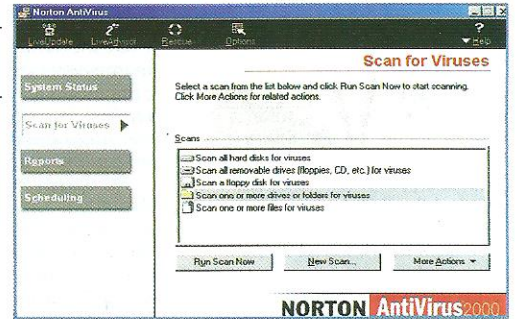 Norton AntiVirus
LiveUpdate LiveAdvisor Rescue Options Help
Scan for Viruses
System Status
Select a scan from the list below and click Run Scan Now to start scanning.
Click More Actions for related actions.
Scan for Viruses
Scans
Scan all hard disks for viruses
Scan all removable drives (floppies, CD, etc.) for viruses
Reports
Scan a floppy disk for viruses
Scan one or more drives or folders for viruses
Scheduling
Scan one or more files for viruses
Run Scan Now New Scan... More Actions
NORTON AntiVirus 2000